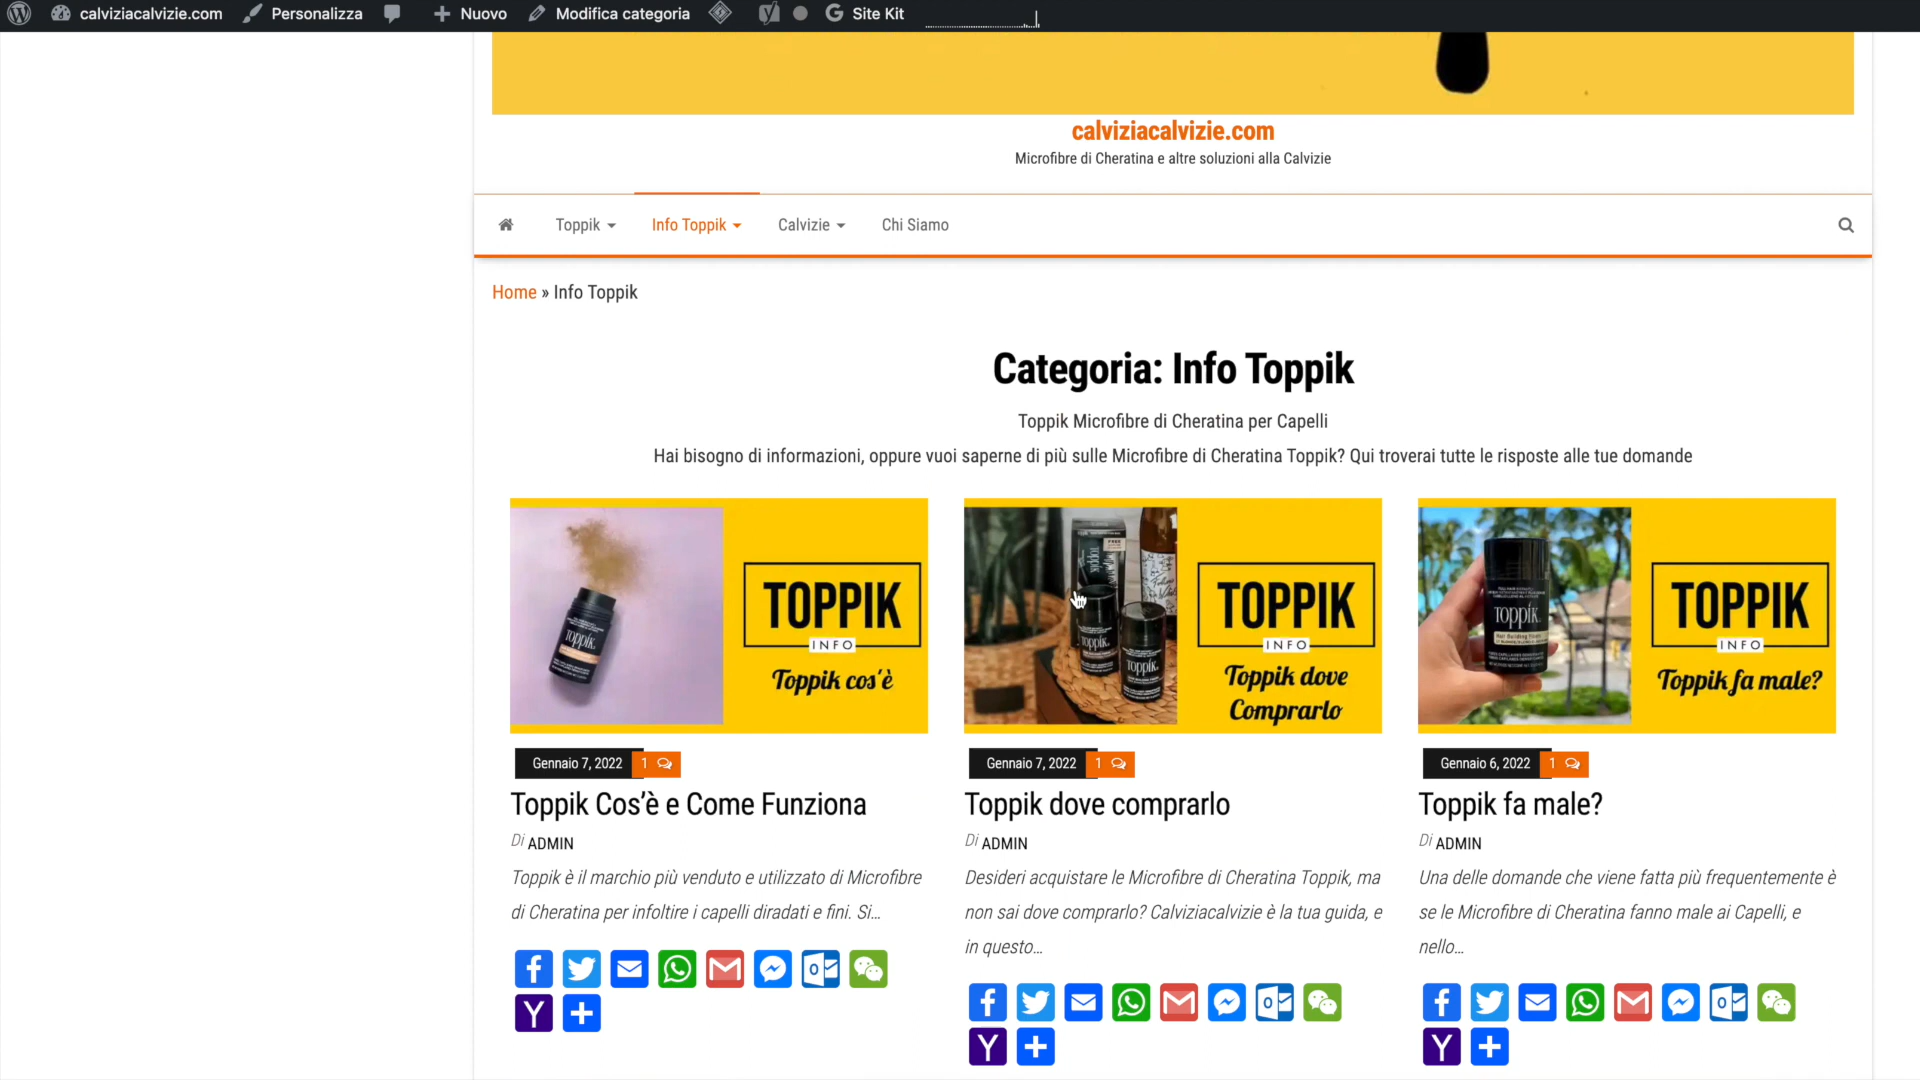 calviziacalvizie.com Personalizza Nuovo Modifica categoria Site Kit
calviziacalvizie.com
Microfibre di Cheratina e altre soluzioni alla Calvizie
Toppik Info Toppik Calvizie Chi Siamo
Home » Info Toppik
Categoria: Info Toppik
Toppik Microfibre di Cheratina per Capelli
Hai bisogno di informazioni, oppure vuoi saperne di più sulle Microfibre di Cheratina Toppik? Qui troverai tutte le risposte alle tue domande
TOPPIK
INFO
Toppik cos'è
Toppik
Gennaio 7, 2022 1
Toppik Cos’è e Come Funziona
Di ADMIN
Toppik è il marchio più venduto e utilizzato di Microfibre
di Cheratina per infoltire i capelli diradati e fini. Si…
TOPPIK
INFO
Toppik dove
Comprarlo
Toppik
Toppik
Gennaio 7, 2022 1
Toppik dove comprarlo
Di ADMIN
Desideri acquistare le Microfibre di Cheratina Toppik, ma
non sai dove comprarlo? Calviziacalvizie è la tua guida, e
in questo…
TOPPIK
INFO
Toppik fa male?
Toppik
Gennaio 6, 2022 1
Toppik fa male?
Di ADMIN
Una delle domande che viene fatta più frequentemente è
se le Microfibre di Cheratina fanno male ai Capelli, e
nello…